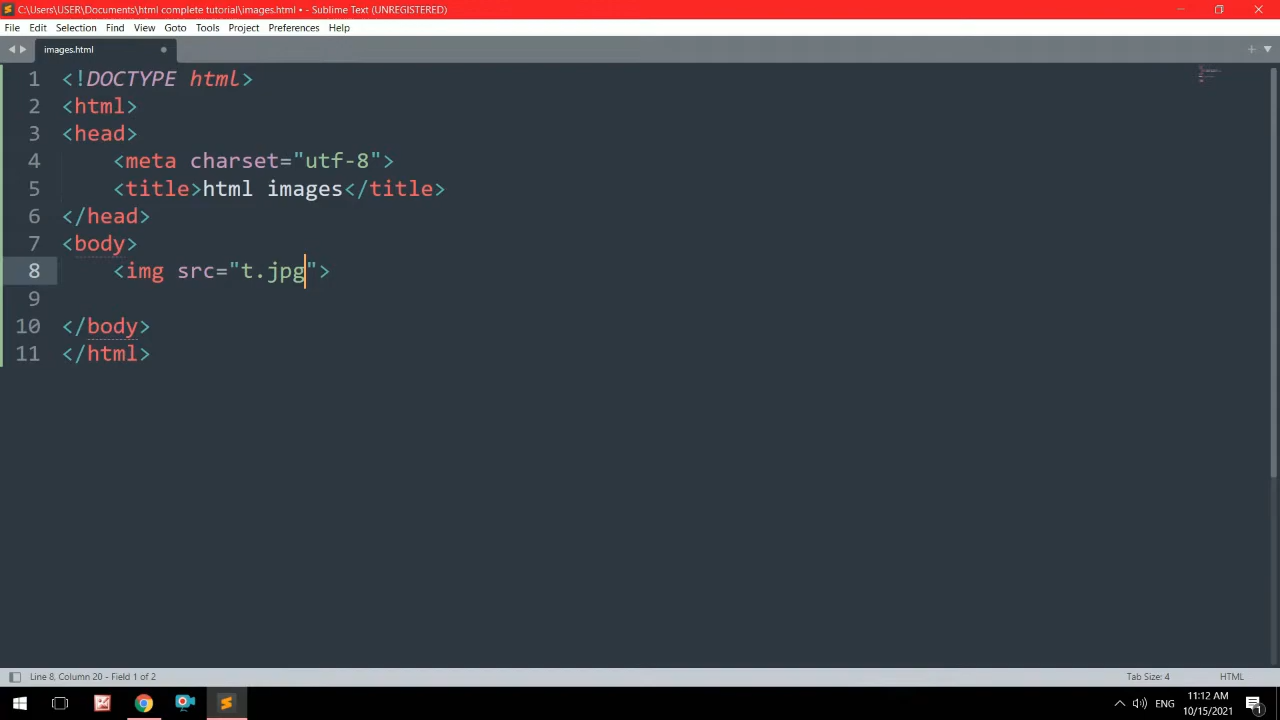 C:\Users\USER\Documents\html complete tutorial\images.html • - Sublime Text (UNREGISTERED)
File Edit Selection Find View Goto Tools Project Preferences Help
images.html
1 <!DOCTYPE html>
2 <html>
3 <head>
4 <meta charset="utf-8">
5 <title>html images</title>
6 </head>
7 <body>
8 <img src="t.jpg">
9
10 </body>
11 </html>
Line 8, Column 20 - Field 1 of 2 Tab Size: 4 HTML
11:12 AM
ENG
10/15/2021
1